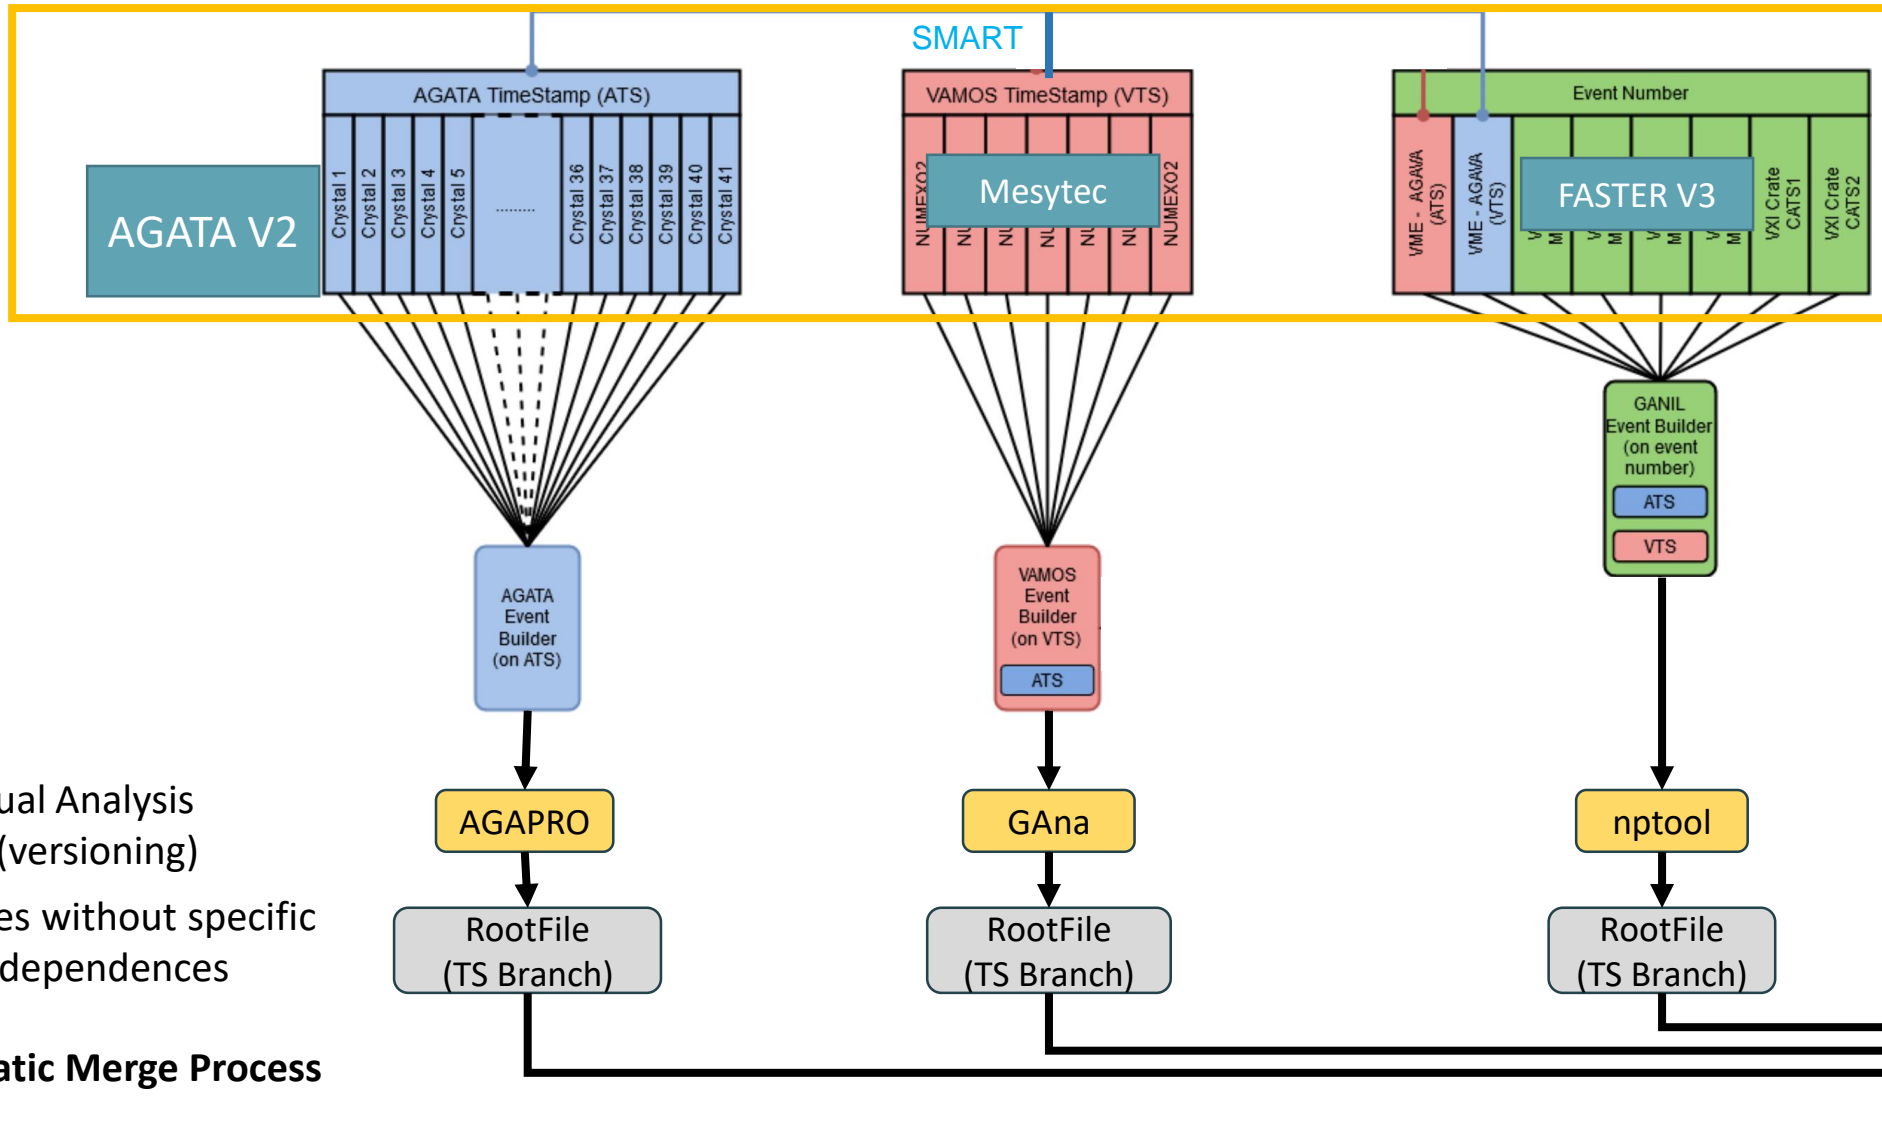 SMART
AGATA TimeStamp (ATS)
VAMOS TimeStamp (VTS)
Event Number
Crystal 1
Crystal 2
Crystal 3
Crystal 4
Crystal 5
.........
Crystal 36
Crystal 37
Crystal 38
Crystal 39
Crystal 40
Crystal 41
AGATA V2
NUMEXO2
NUMEXO2
Mesytec
VME - AGAVA
(ATS)
VME - AGAVA
(VTS)
FASTER V3
VXI Crate
CATS1
VXI Crate
CATS2
GANIL
Event Builder
(on event
number)
ATS
VTS
AGATA
Event
Builder
(on ATS)
VAMOS
Event
Builder
(on VTS)
ATS
ual Analysis
(versioning)
es without specific
dependences
atic Merge Process
AGAPRO
GAna
nptool
RootFile
(TS Branch)
RootFile
(TS Branch)
RootFile
(TS Branch)